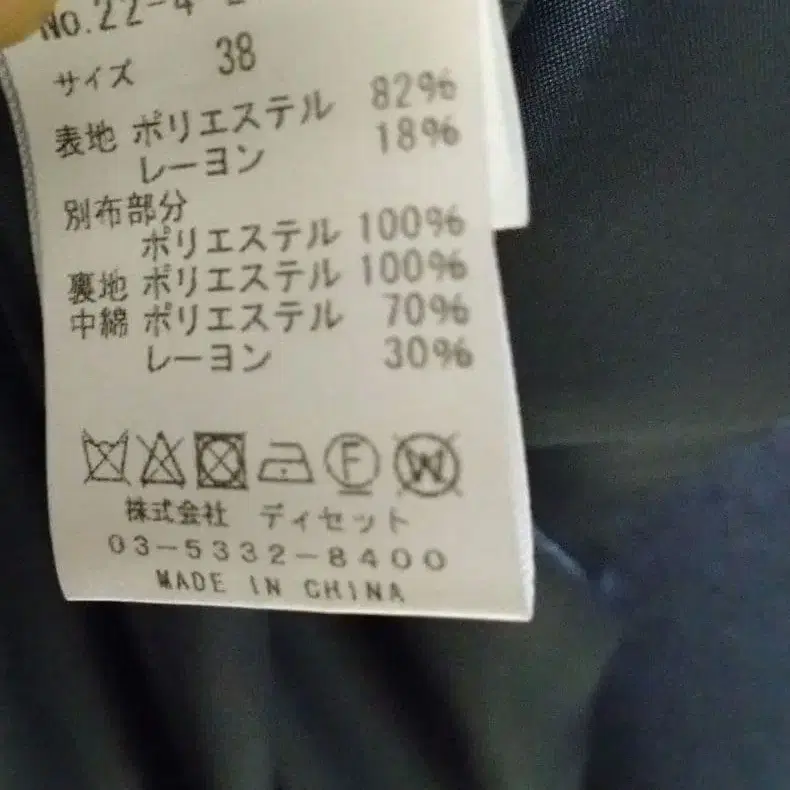 No.22-4-
サイズ 38
表地 ポリエステル 82%
レーヨン 18%
別布部分
ポリエステル 100%
裏地 ポリエステル 100%
中綿 ポリエステル 70%
レーヨン 30%
F W
株式会社 ディセット
03-5332-8400
MADE IN CHINA